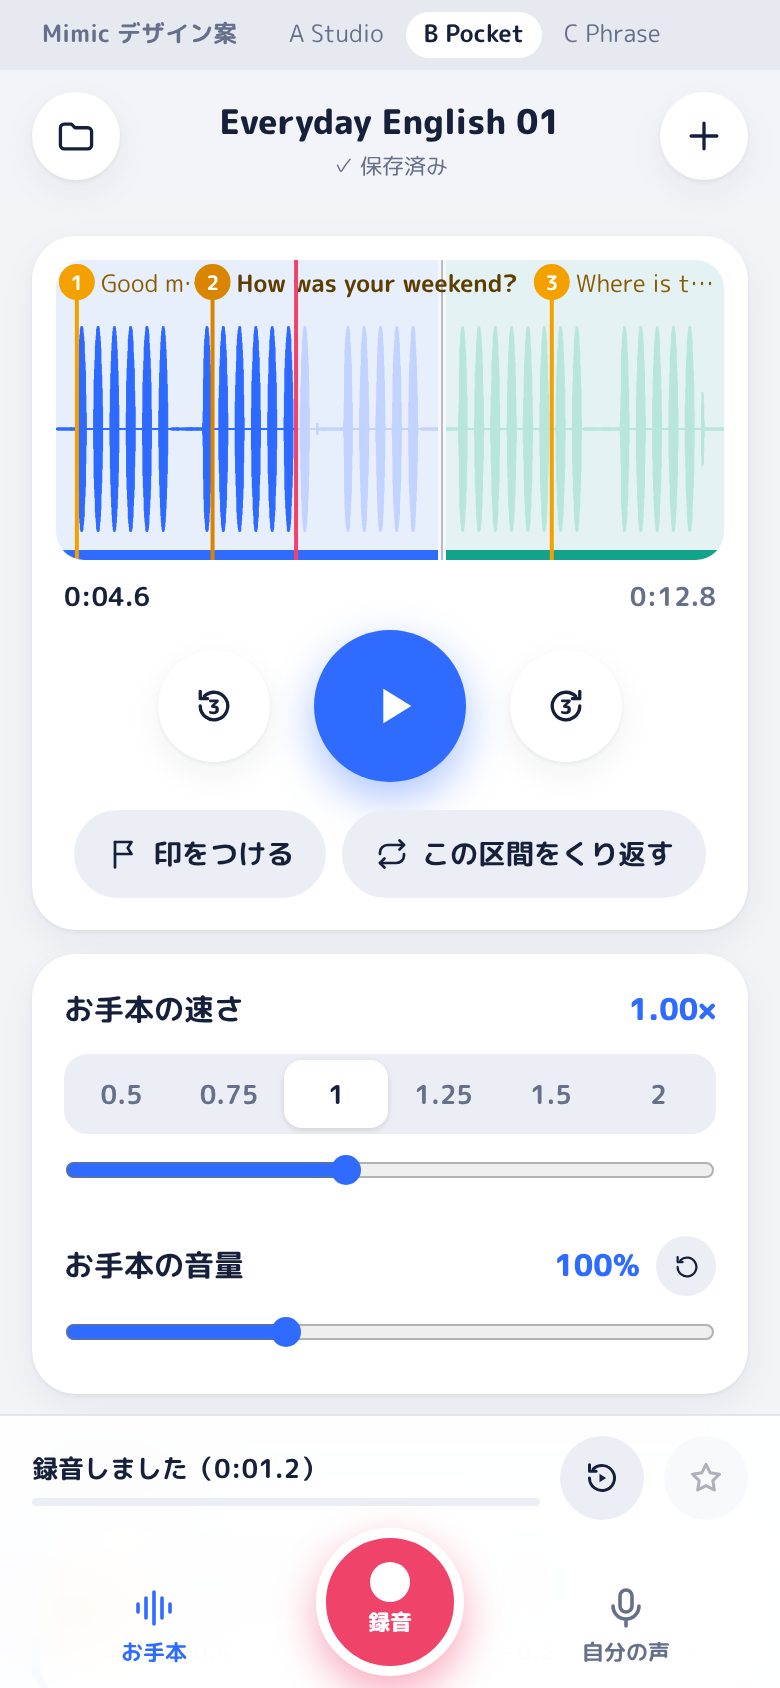 Mimic デザイン案 A Studio B Pocket C Phrase
Everyday English 01
✓ 保存済み
1 Good m… 2 How was your weekend? 3 Where is t…
0:04.6 0:12.8
3 3
印をつける この区間をくり返す
お手本の速さ 1.00×
0.5 0.75 1 1.25 1.5 2
お手本の音量 100%
録音しました（0:01.2）
録音
お手本 自分の声